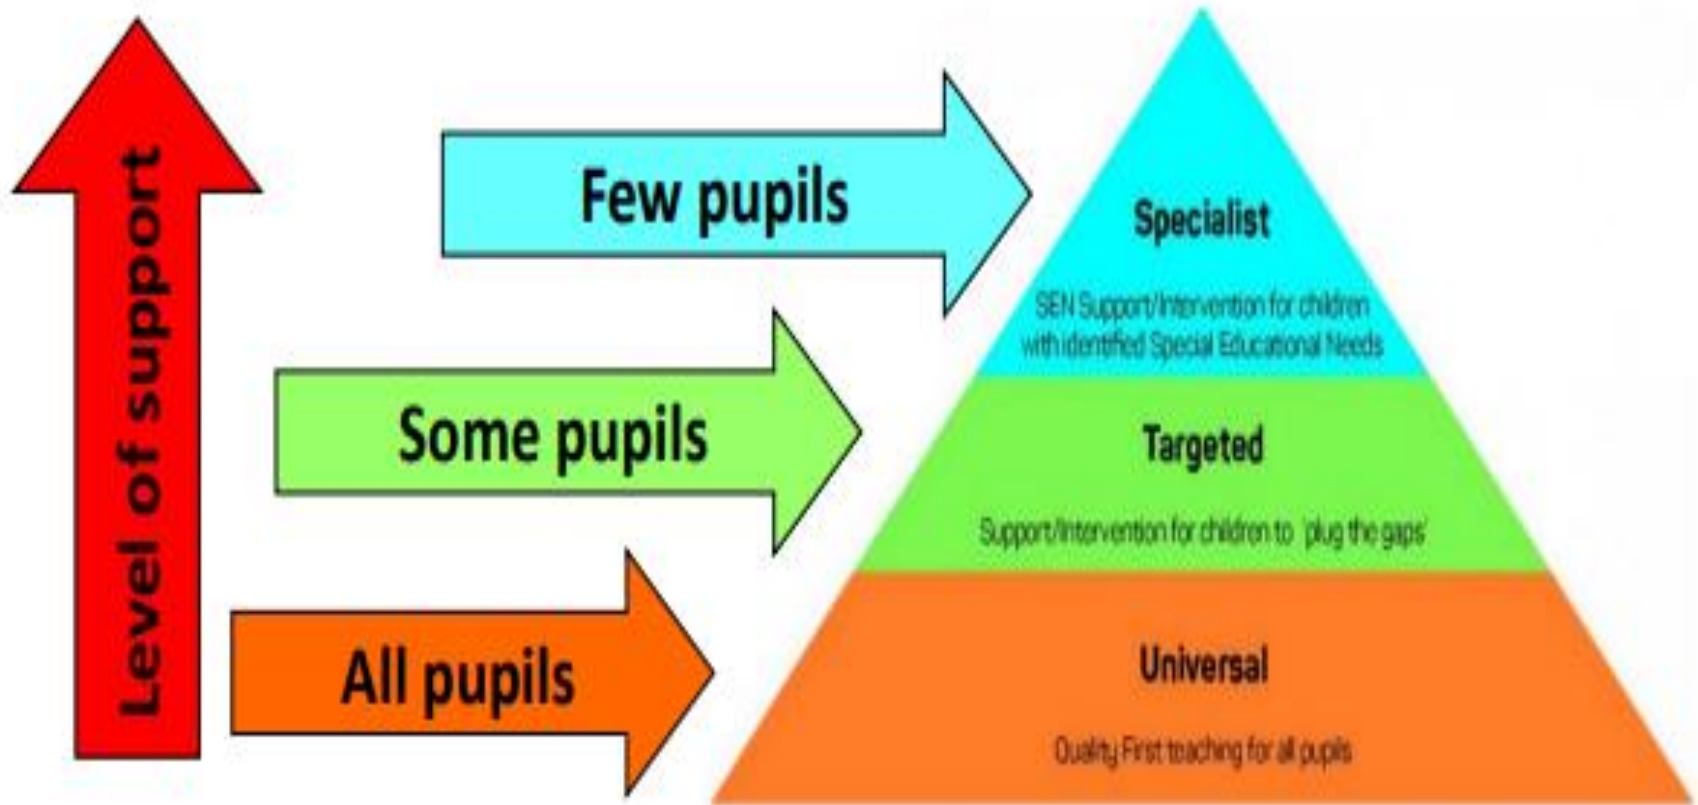 Level of support
Few pupils
Specialist
SEN Support/Intervention for children
with identified Special Educational Needs
Some pupils
Targeted
Support/Intervention for children to 'plug the gaps'
All pupils
Universal
Quality First teaching for all pupils